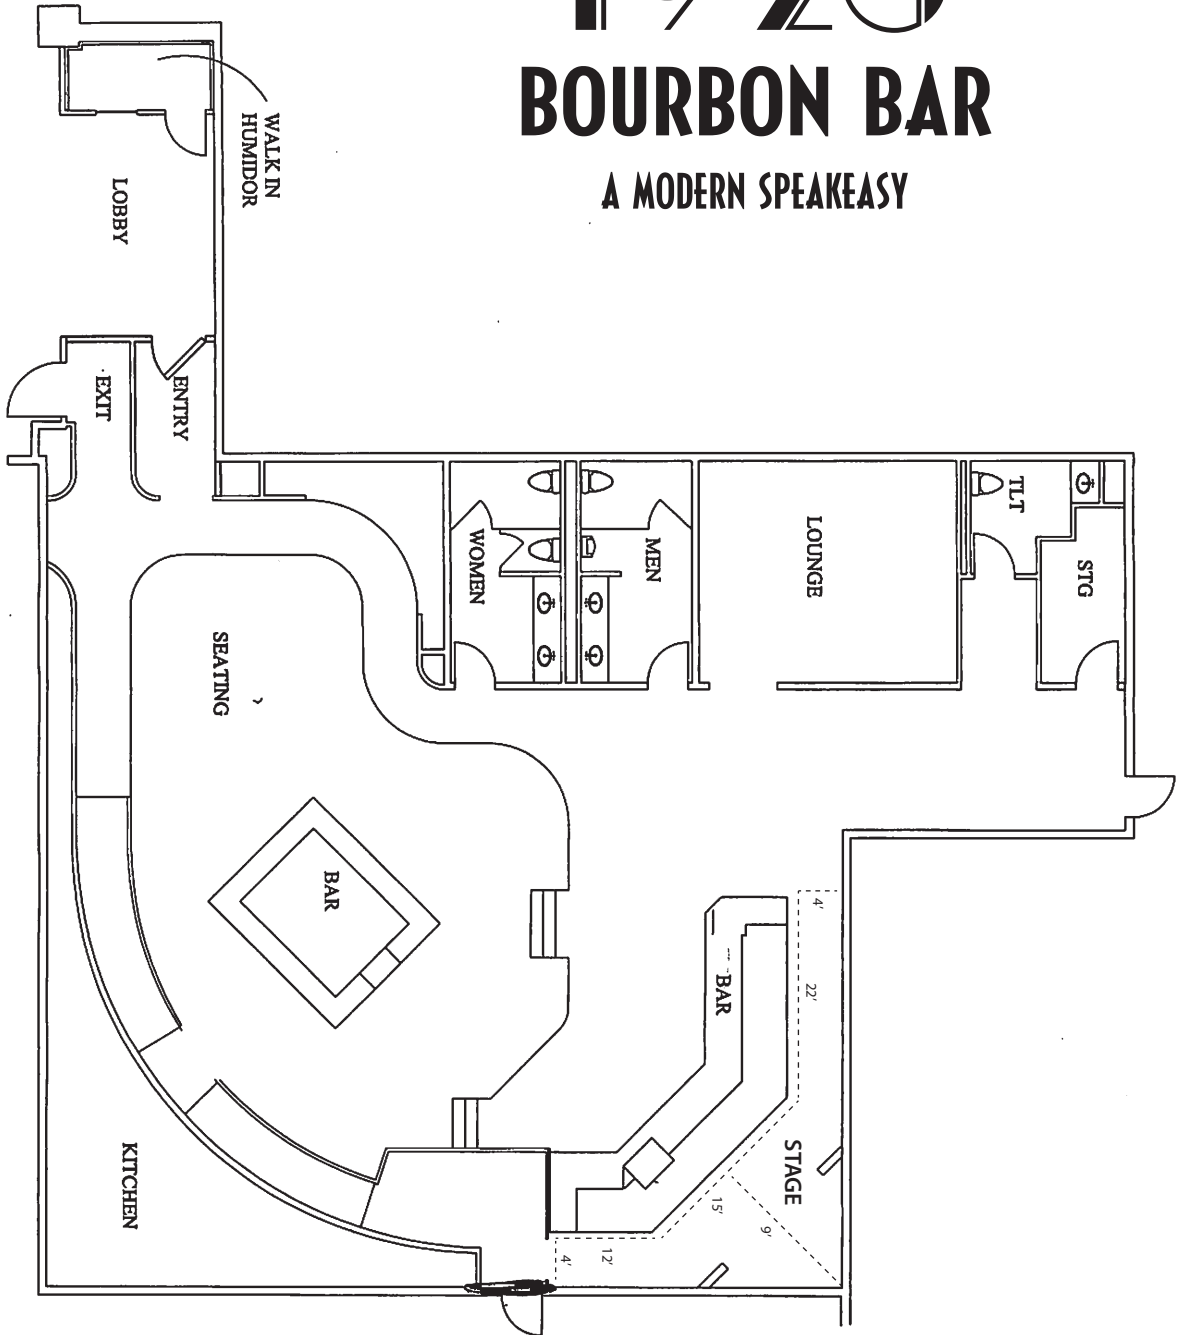 BOURBON BAR
A MODERN SPEAKEASY
WALK IN
HUMIDOR
LOBBY
EXIT
ENTRY
WOMEN
MEN
LOUNGE
TLT
STG
SEATING
BAR
BAR
4'
22'
STAGE
15'
9'
12'
4'
KITCHEN